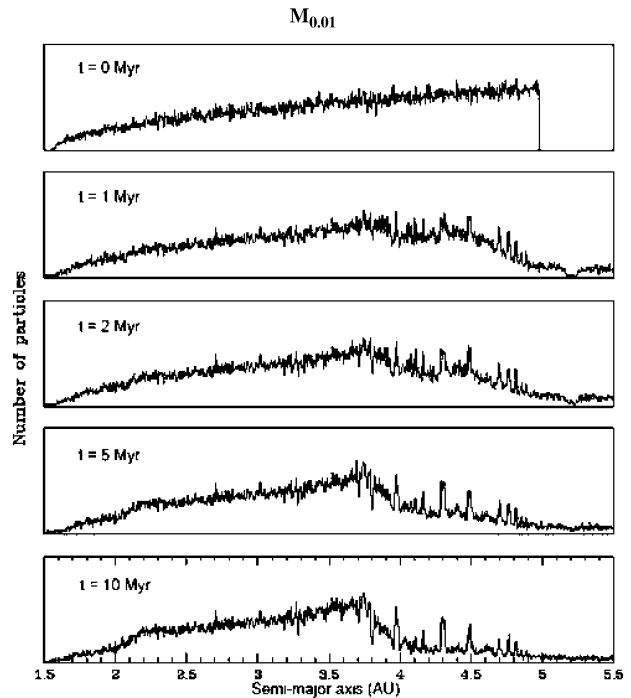 M0.01
t = 0 Myr
t = 1 Myr
t = 2 Myr
t = 5 Myr
t = 10 Myr
Number of particles
1.5 2 2.5 3 3.5 4 4.5 5 5.5
Semi-major axis (AU)